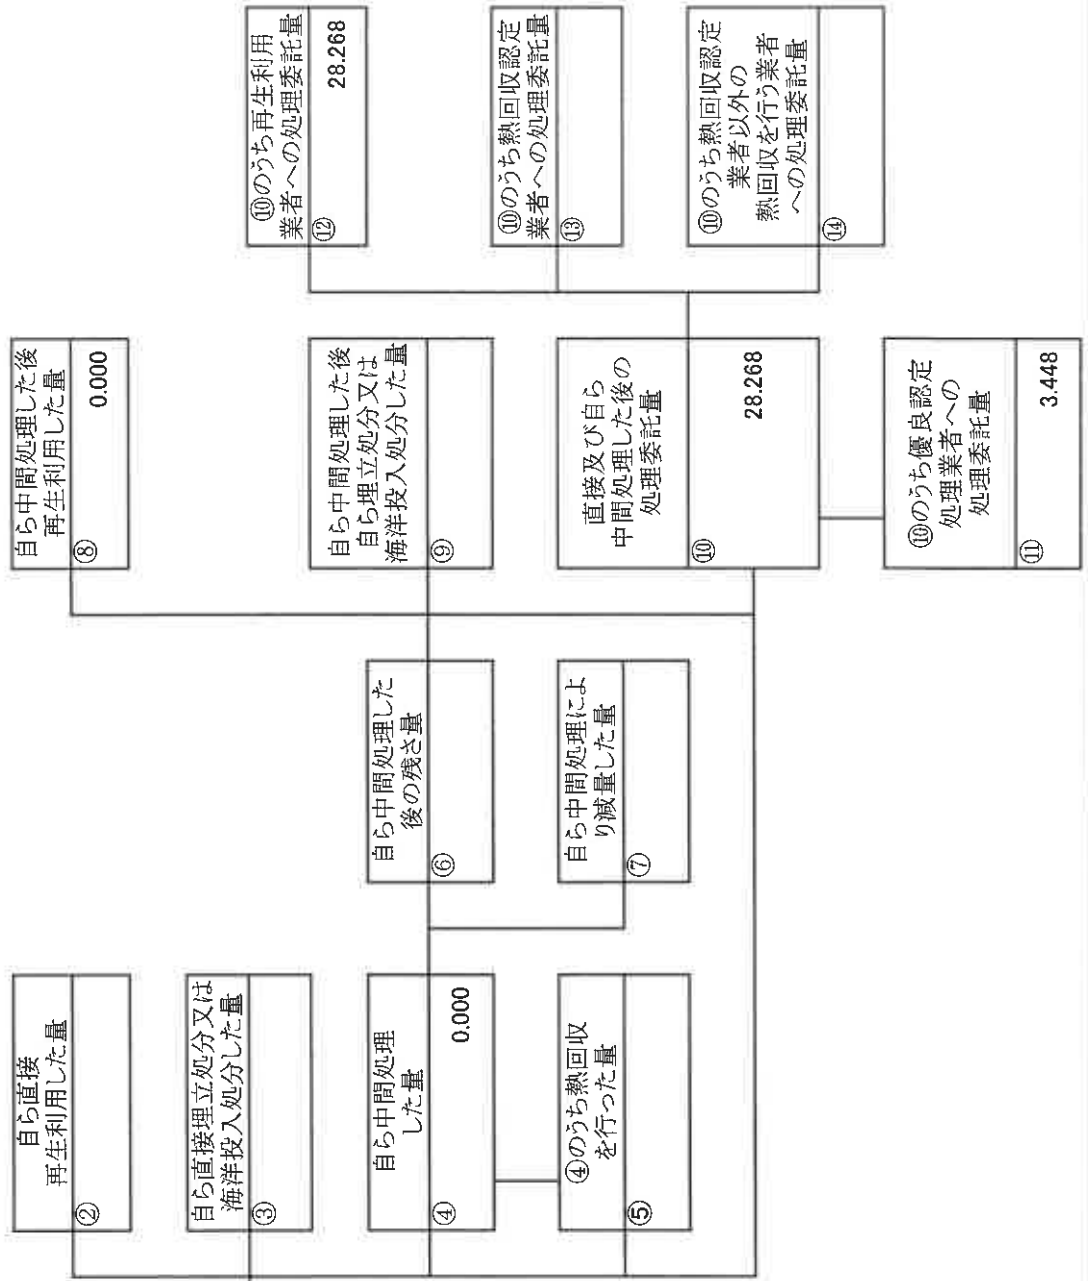 自ら直接
再生利用した量
②
自ら直接埋立処分又は
海洋投入処分した量
③
自ら中間処理
した量
④
0.000
④のうち熱回収
を行った量
⑤
自ら中間処理した
後の残さ量
⑥
自ら中間処理によ
り減量した量
⑦
自ら中間処理した後
再生利用した量
⑧
0.000
自ら中間処理した後
自ら埋立処分又は
海洋投入処分した量
⑨
直接及び自ら
中間処理した後の
処理委託量
⑩
28.268
⑩のうち優良認定
処理業者への
処理委託量
⑪
3.448
⑩のうち再生利用
業者への処理委託量
⑫
28.268
⑩のうち熱回収認定
業者への処理委託量
⑬
⑩のうち熱回収認定
業者以外の
熱回収を行う業者
への処理委託量
⑭